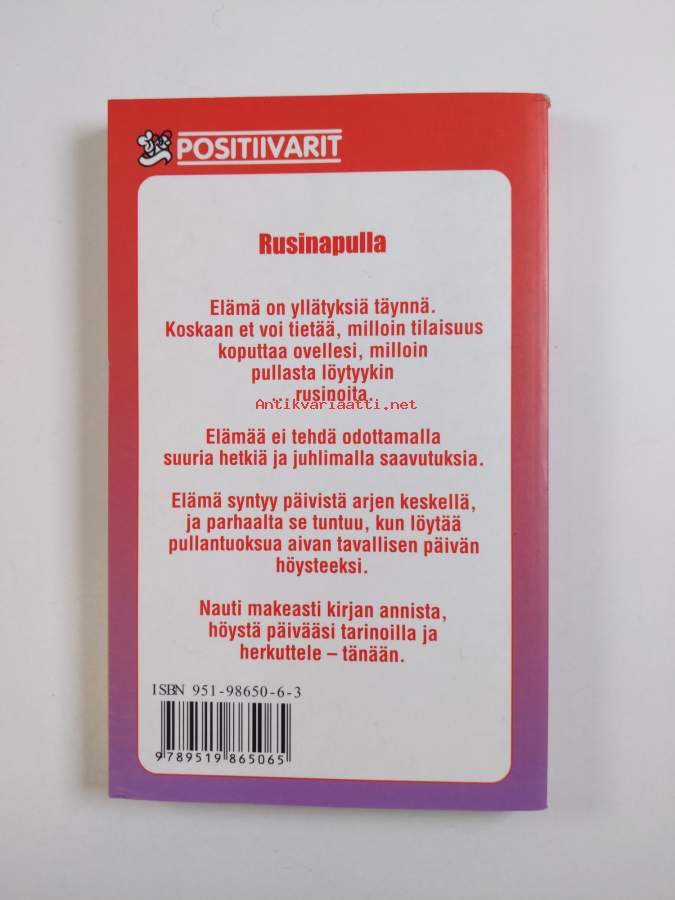 POSITIIVARIT
Rusinapulla
Elämä on yllätyksiä täynnä.
Koskaan et voi tietää, milloin tilaisuus
koputtaa ovellesi, milloin
pullasta löytyykin
rusinoita.
Antikvariaatti.net
Elämää ei tehdä odottamalla
suuria hetkiä ja juhlimalla saavutuksia.
Elämä syntyy päivistä arjen keskellä,
ja parhaalta se tuntuu, kun löytää
pullantuoksua aivan tavallisen päivän
höysteeksi.
Nauti makeasti kirjan annista,
höystä päivääsi tarinoilla ja
herkuttele – tänään.
ISBN 951-98650-6-3
9 789519 865065